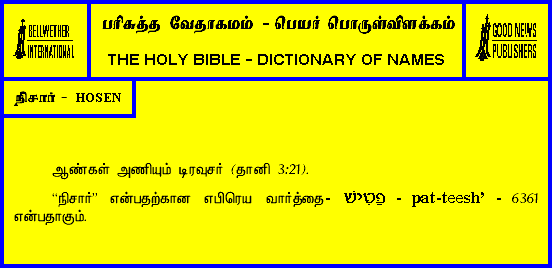 BELLWETHER
INTERNATIONAL
பரிசுத்த வேதாகமம் - பெயர் பொருள்விளக்கம்
THE HOLY BIBLE - DICTIONARY OF NAMES
GOOD NEWS
PUBLISHERS
நிசார் - HOSEN
ஆண்கள் அணியும் டிரவுசர் (தானி 3:21).
“நிசார்” என்பதற்கான எபிரெய வார்த்தை- פַּטִּישׁ - pat-teesh’ - 6361
என்பதாகும்.